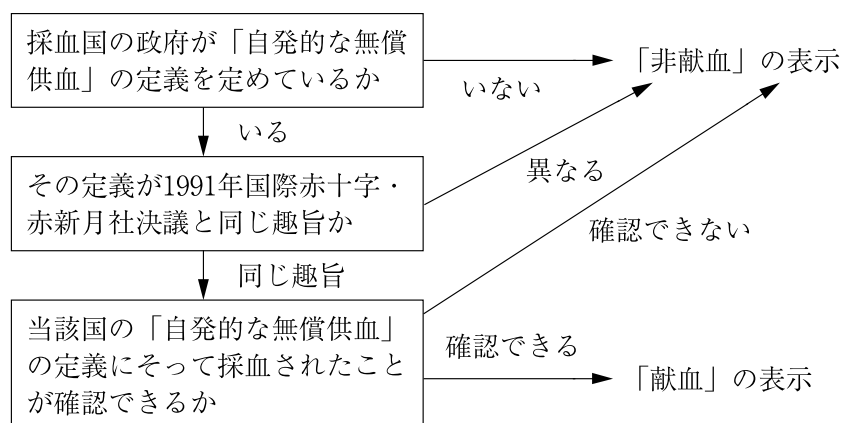 採血国の政府が「自発的な無償
供血」の定義を定めているか
いない
「非献血」の表示
いる
その定義が1991年国際赤十字・
赤新月社決議と同じ趣旨か
異なる
確認できない
同じ趣旨
当該国の「自発的な無償供血」
の定義にそって採血されたこと
が確認できるか
確認できる
「献血」の表示